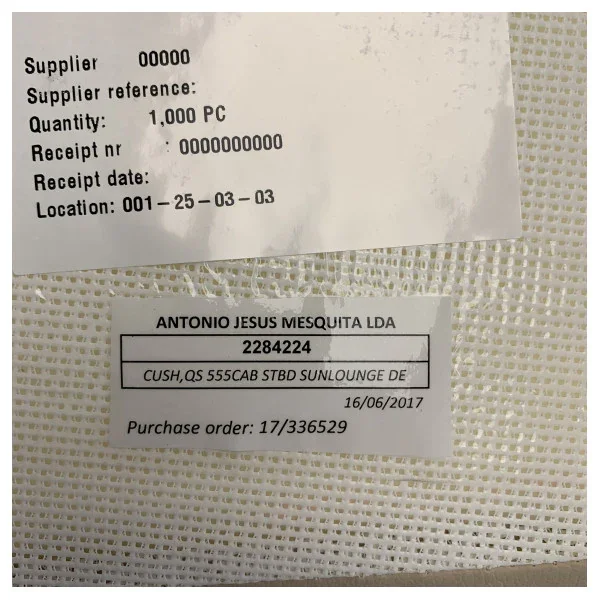 Supplier 00000
Supplier reference:
Quantity: 1,000 PC
Receipt nr : 0000000000
Receipt date:
Location: 001-25-03-03
ANTONIO JESUS MESQUITA LDA
2284224
CUSH,QS 555CAB STBD SUNLOUNGE DE
16/06/2017
Purchase order: 17/336529